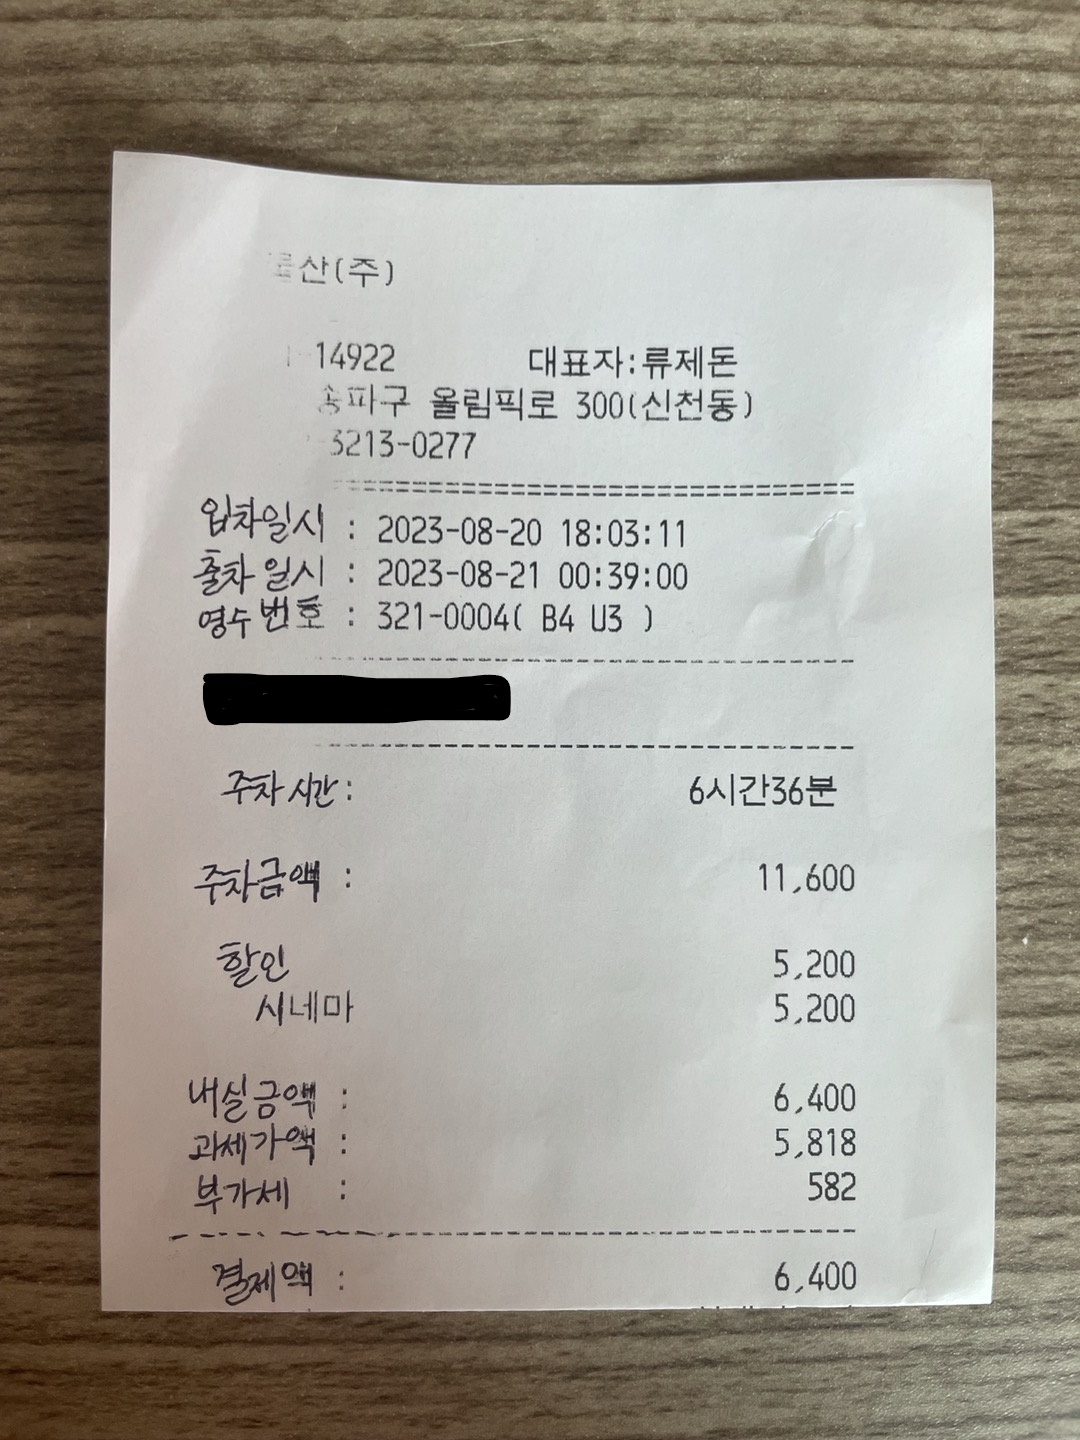 산(주)
14922 대표자:류제돈
송파구 올림픽로 300(신천동)
3213-0277
입차일시 : 2023-08-20 18:03:11
출차일시 : 2023-08-21 00:39:00
영수번호 : 321-0004( B4 U3 )
주차시간: 6시간36분
주차금액 : 11,600
할인 5,200
시네마 5,200
내실금액 : 6,400
과세가액 : 5,818
부가세 : 582
결제액 : 6,400